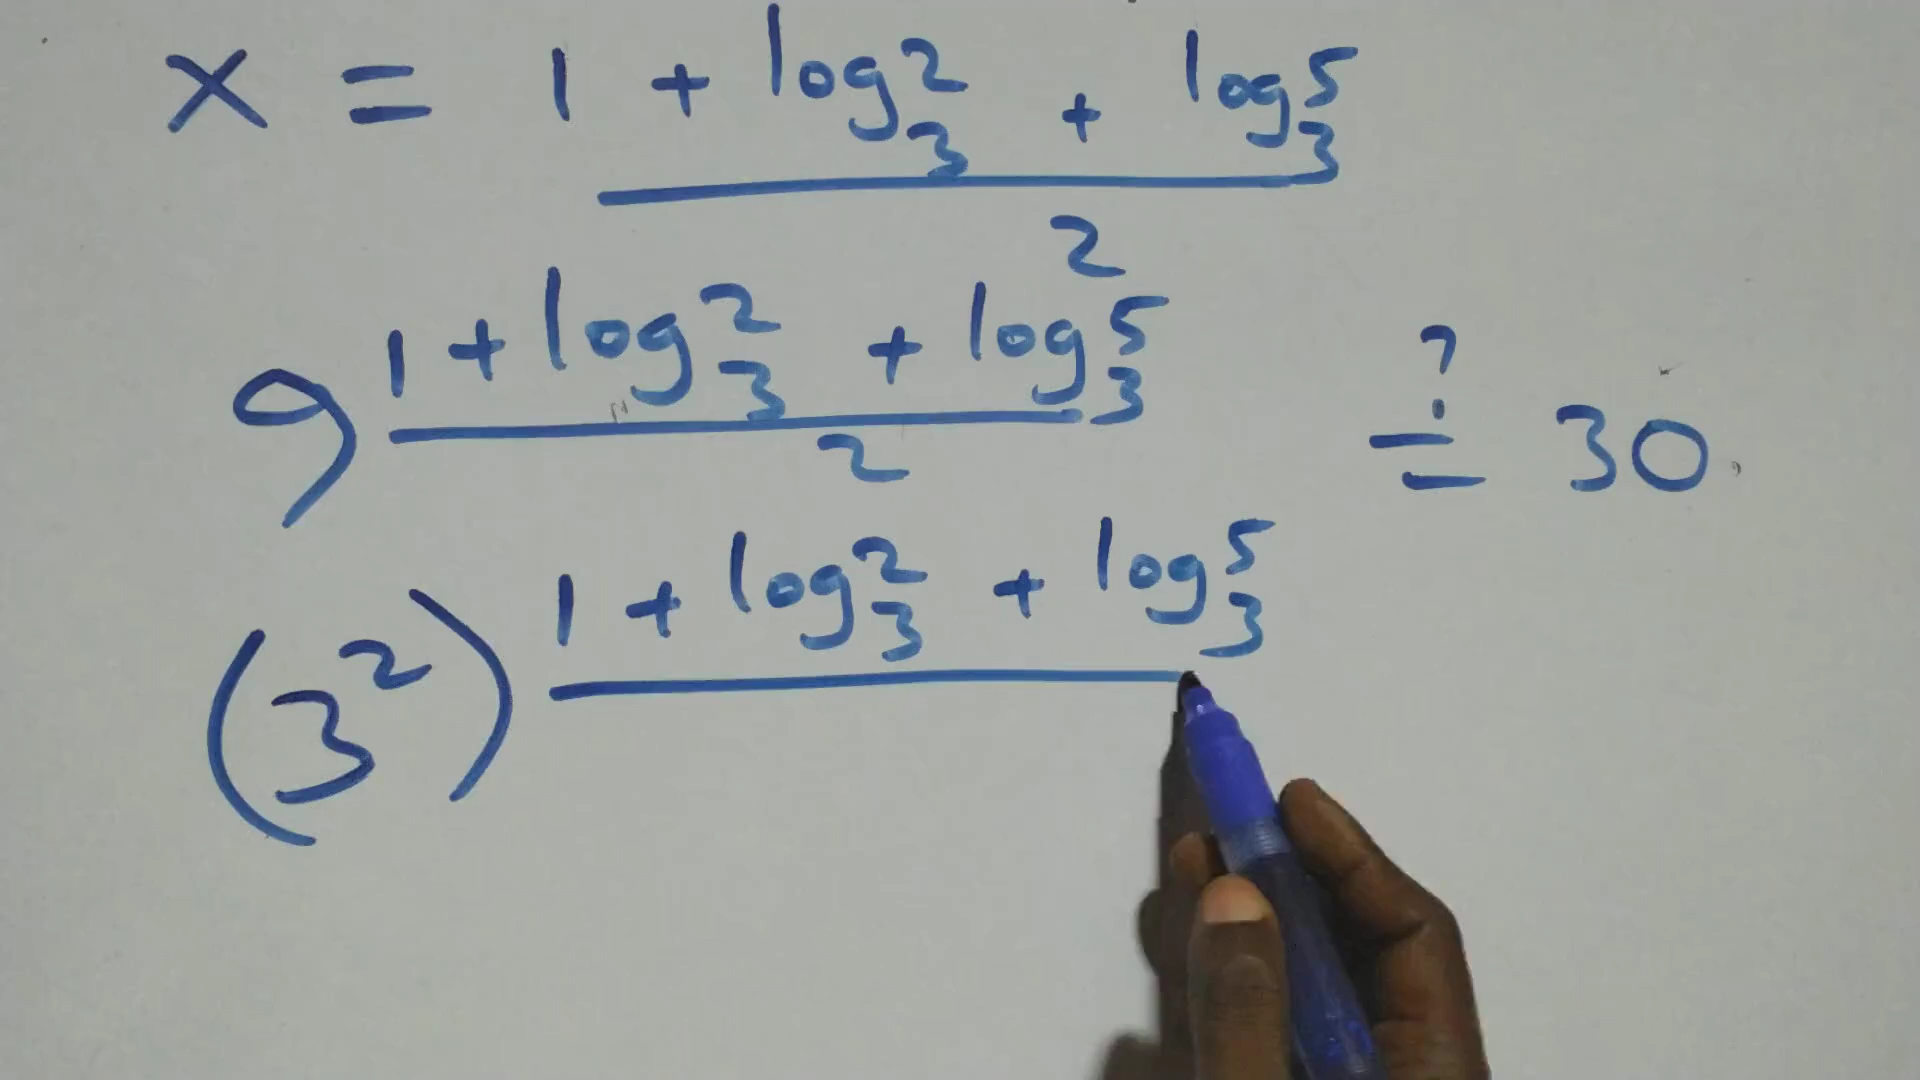 x = 1 + log₃2 + log₃5
2
9 1 + log₃2 + log₃5 ≟ 30
2
(3²) 1 + log₃2 + log₃5